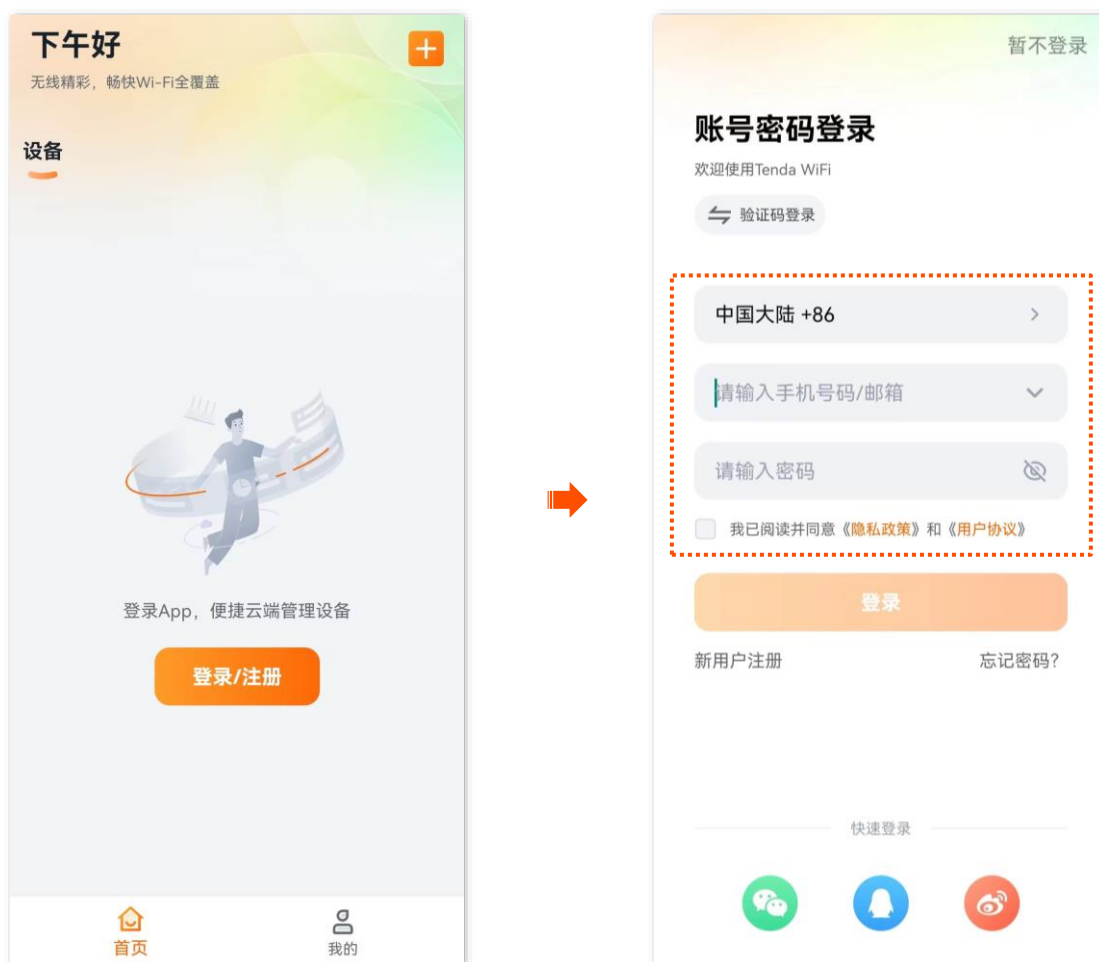 下午好
无线精彩，畅快Wi-Fi全覆盖
设备
登录App，便捷云端管理设备
登录/注册
首页
我的
暂不登录
账号密码登录
欢迎使用Tenda WiFi
验证码登录
中国大陆 +86
请输入手机号码/邮箱
请输入密码
我已阅读并同意《隐私政策》和《用户协议》
登录
新用户注册
忘记密码?
快速登录